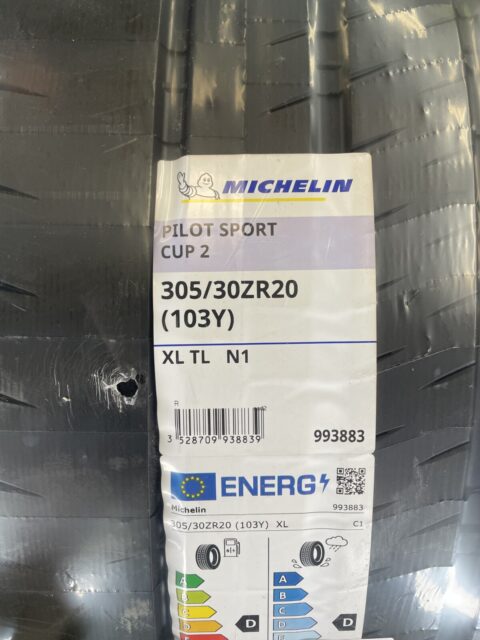 MICHELIN
PILOT SPORT
CUP 2
305/30ZR20
(103Y)
XL TL N1
R
3 528709 938839
993883
ENERG
Michelin 993883
305/30ZR20 (103Y) XL C1
A A
B B
C C
D D
D D